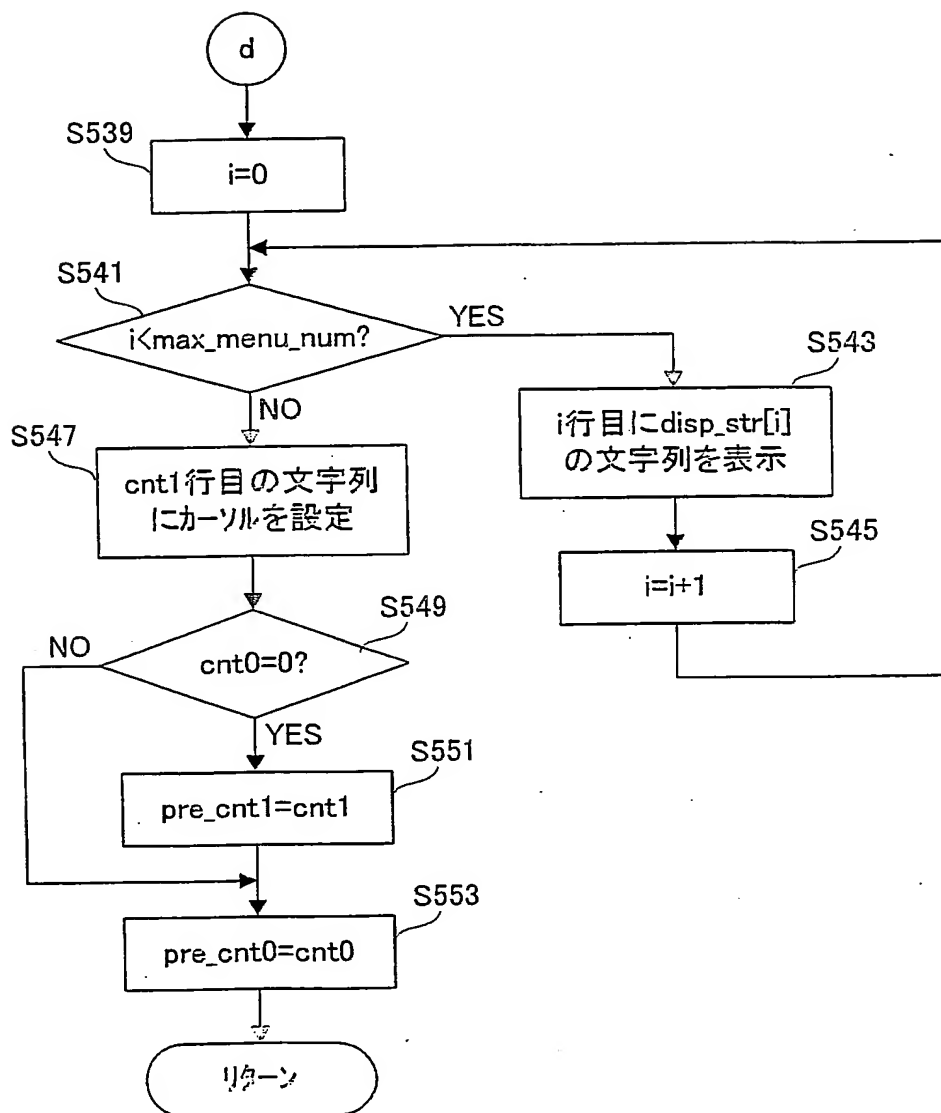 d
S539
i=0
S541
i<max_menu_num?
YES
NO
S543
i行目にdisp_str[i]
の文字列を表示
S545
i=i+1
S547
cnt1行目の文字列
にカーソルを設定
S549
cnt0=0?
NO
YES
S551
pre_cnt1=cnt1
S553
pre_cnt0=cnt0
リターン